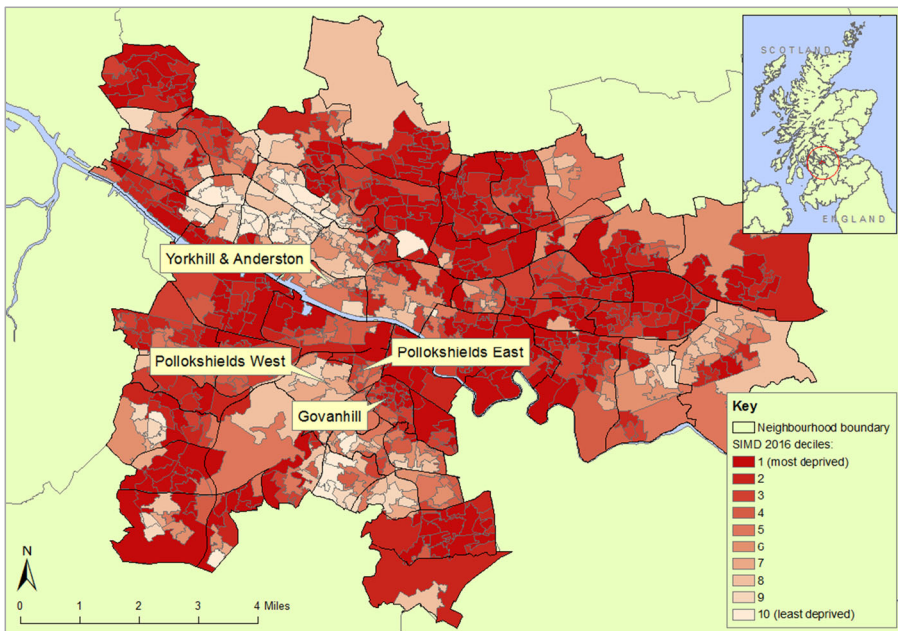 SCOTLAND
ENGLAND
Yorkhill & Anderston
Pollokshields West
Pollokshields East
Govanhill
Key
Neighbourhood boundary
SIMD 2016 deciles:
1 (most deprived)
2
3
4
5
6
7
8
9
10 (least deprived)
N
0 1 2 3 4 Miles